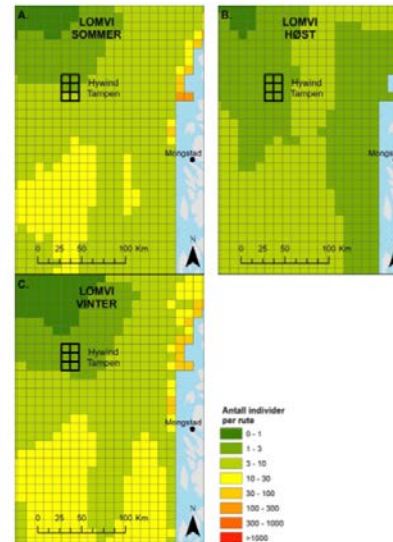 A.
LOMVI
SOMMER
Hywind
Tampen
Mongstad
N
0 25 50 100 Km
B.
LOMVI
HØST
Hywind
Tampen
Mongst
N
0 25 50 100 Km
C.
LOMVI
VINTER
Hywind
Tampen
Mongstad
N
0 25 50 100 Km
Antall individer
per rute
0 - 1
1 - 3
3 - 10
10 - 30
30 - 100
100 - 300
300 - 1000
>1000